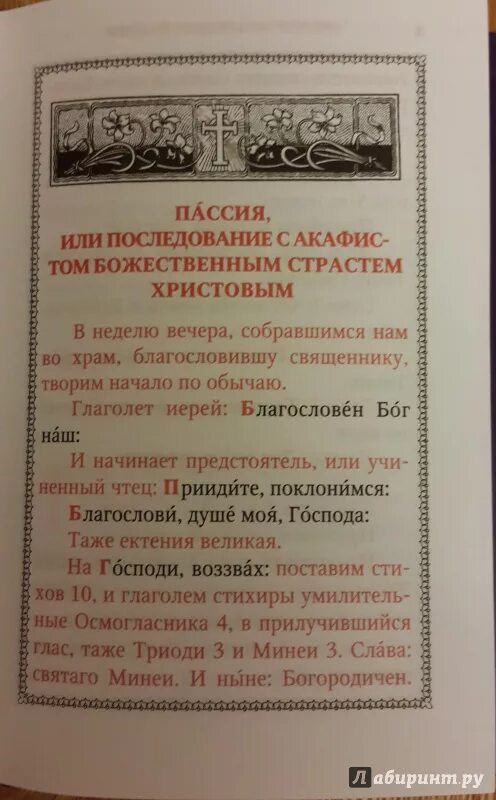 ПА́ССИЯ,
ИЛИ ПОСЛЕДОВАНИЕ С АКАФИС-
ТОМ БОЖЕСТВЕННЫМ СТРАСТЕМ
ХРИСТОВЫМ
В неделю вечера, собравшимся нам
во храм, благословившу священнику,
творим начало по обычаю.
Глаголет иерей: Благослове́н Бо́г
на́ш:
И начинает предстоятель, или учи-
ненный чтец: Прииди́те, поклони́мся:
Благослови́, душе́ моя́, Го́спода:
Таже ектения великая.
На Го́споди, воззва́х: поставим сти-
хов 10, и глаголем стихиры умилитель-
ные Осмогласника 4, в прилучившийся
глас, таже Триоди 3 и Минеи 3. Сла́ва:
святаго Минеи. И ны́не: Богородичен.
Лабиринт.ру